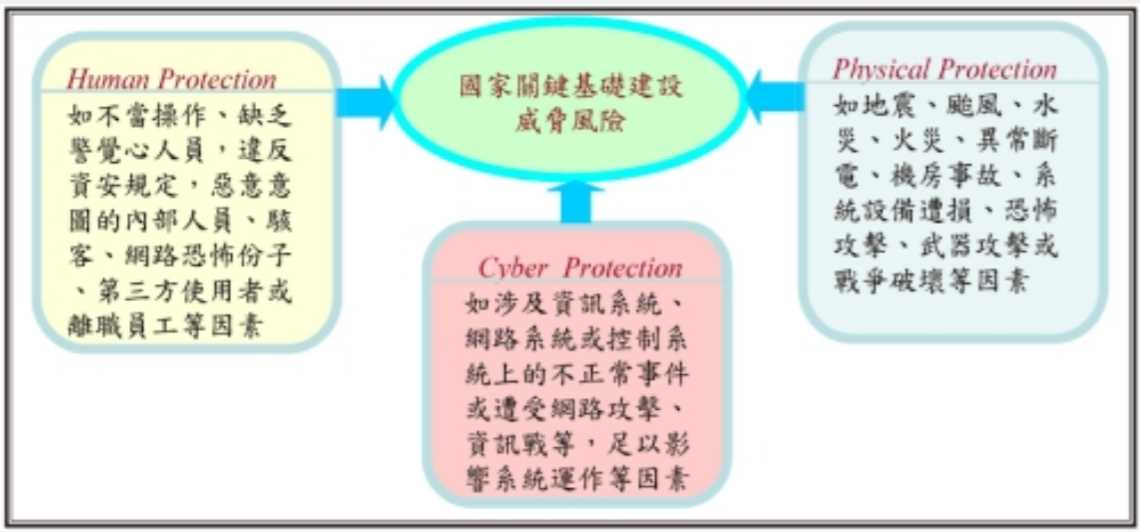 Human Protection
如不當操作、缺乏
警覺心人員，違反
資安規定，惡意意
圖的內部人員、駭
客、網路恐怖份子
、第三方使用者或
離職員工等因素
國家關鍵基礎建設
威脅風險
Physical Protection
如地震、颱風、水
災、火災、異常斷
電、機房事故、系
統設備遭損、恐怖
攻擊、武器攻擊或
戰爭破壞等因素
Cyber Protection
如涉及資訊系統、
網路系統或控制系
統上的不正常事件
或遭受網路攻擊、
資訊戰等，足以影
響系統運作等因素